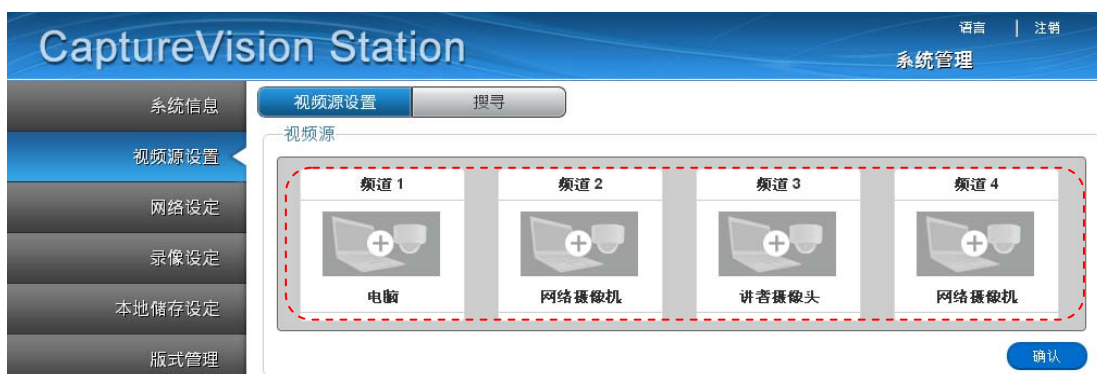 CaptureVision Station
语言 | 注销
系统管理
系统信息
视频源设置
网络设定
录像设定
本地储存设定
版式管理
视频源设置
搜寻
视频源
频道 1
频道 2
频道 3
频道 4
电脑
网络摄像机
讲者摄像头
网络摄像机
确认